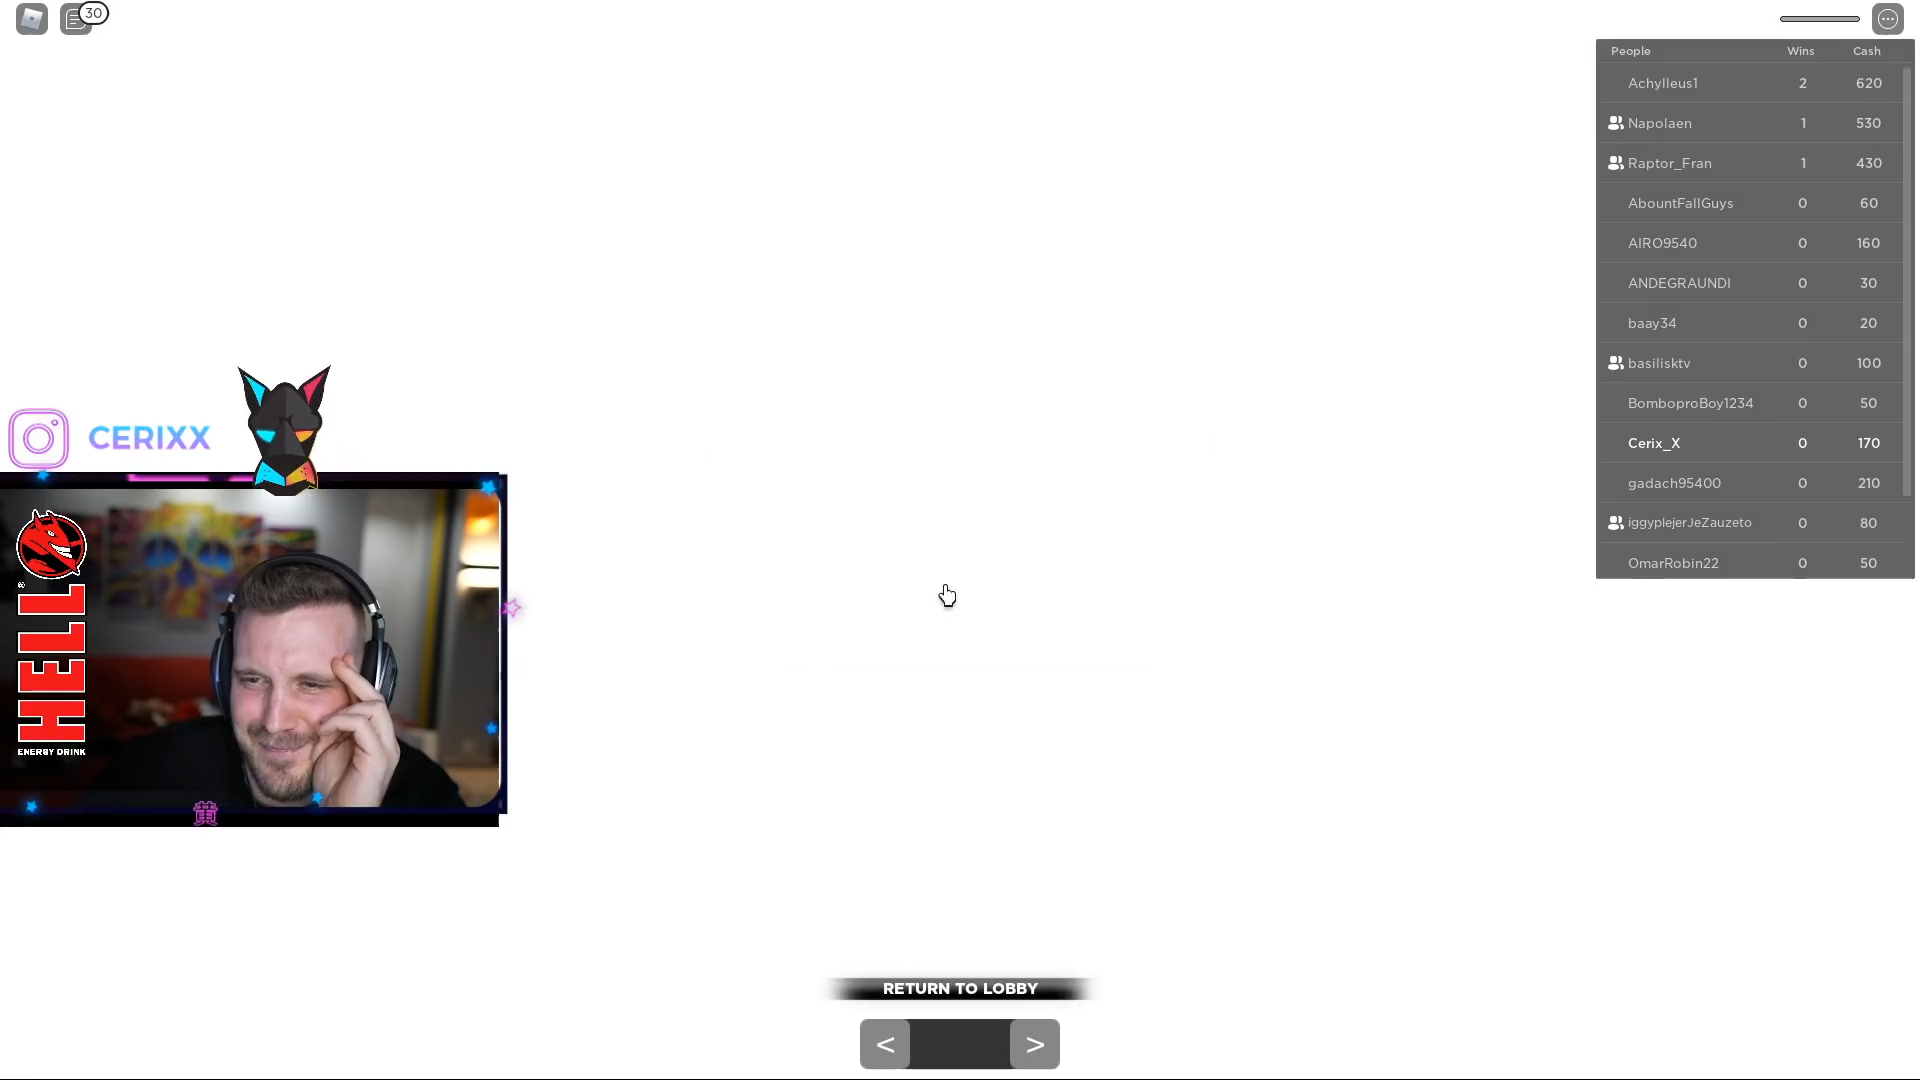 30
People Wins Cash
Achylleus1 2 620
Napolaen 1 530
Raptor_Fran 1 430
AbountFallGuys 0 60
AIRO9540 0 160
ANDEGRAUNDI 0 30
baay34 0 20
basilisktv 0 100
BomboproBoy1234 0 50
Cerix_X 0 170
gadach95400 0 210
iggyplejerJeZauzeto 0 80
OmarRobin22 0 50
CERIXX
HELL®
ENERGY DRINK
黄
RETURN TO LOBBY
< >